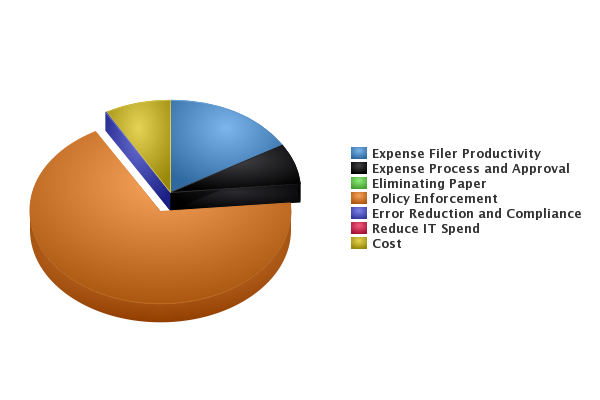 Expense Filer Productivity
Expense Process and Approval
Eliminating Paper
Policy Enforcement
Error Reduction and Compliance
Reduce IT Spend
Cost